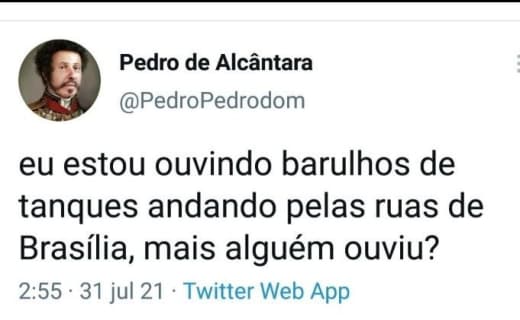 Pedro de Alcântara
@PedroPedrodom
eu estou ouvindo barulhos de
tanques andando pelas ruas de
Brasília, mais alguém ouviu?
2:55 · 31 jul 21 · Twitter Web App